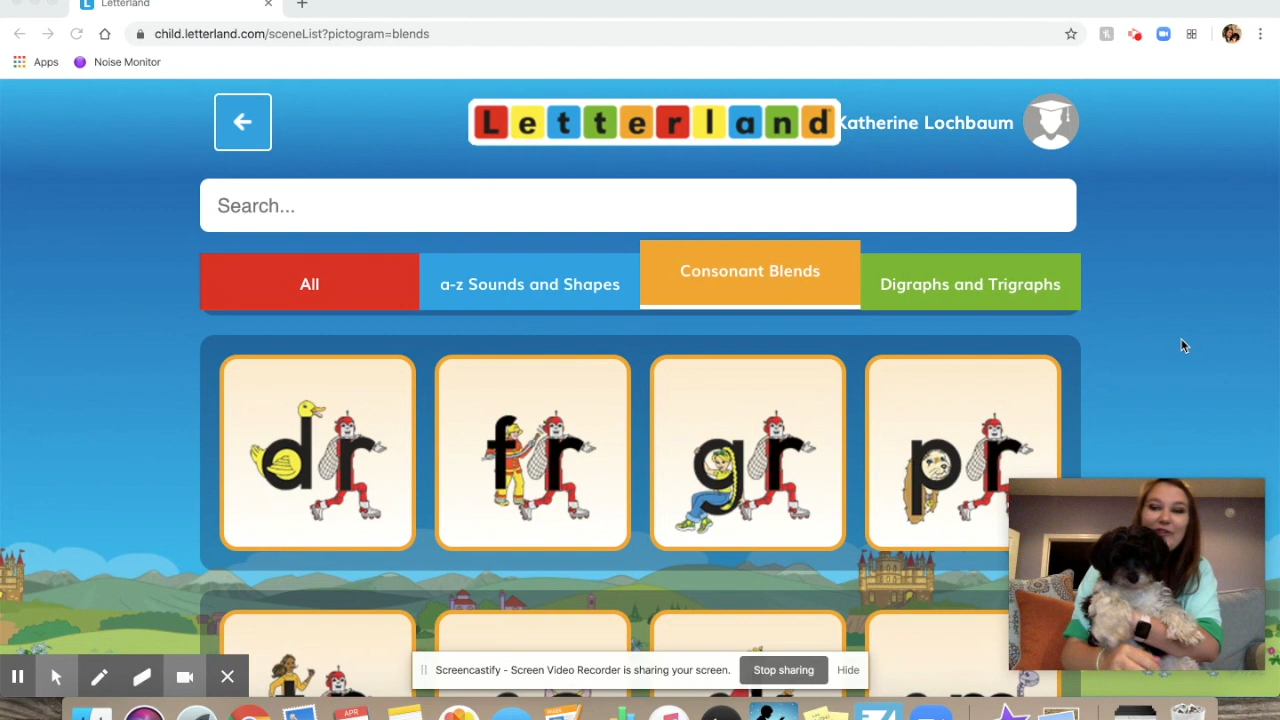 Letterland
child.letterland.com/sceneList?pictogram=blends
Apps
Noise Monitor
Letterland
Katherine Lochbaum
Search...
All
a-z Sounds and Shapes
Consonant Blends
Digraphs and Trigraphs
dr
fr
gr
pr
Screencastify - Screen Video Recorder is sharing your screen.
Stop sharing
Hide
APR